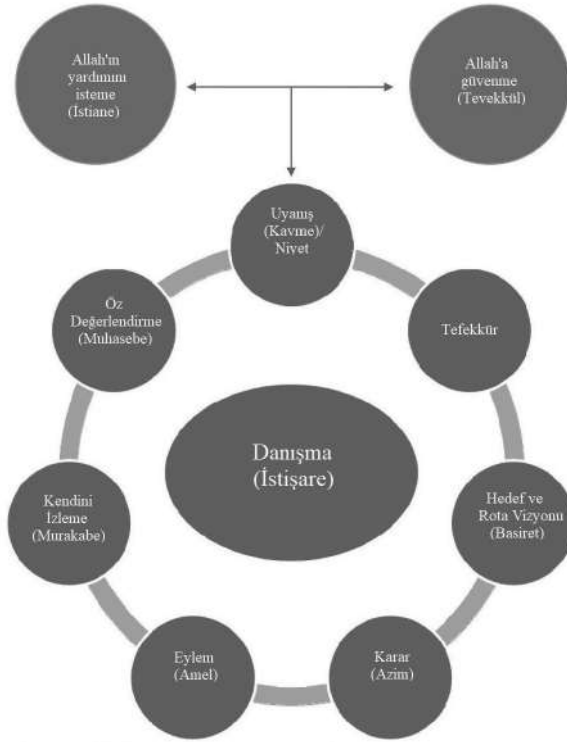 Allah'ın
yardımını
isteme
(İstiane)
Allah'a
güvenme
(Tevekkül)
Uyanış
(Kavme)/
Niyet
Tefekkür
Hedef ve
Rota Vizyonu
(Basiret)
Karar
(Azim)
Eylem
(Amel)
Kendini
İzleme
(Murakabe)
Öz
Değerlendirme
(Muhasebe)
Danışma
(İstişare)